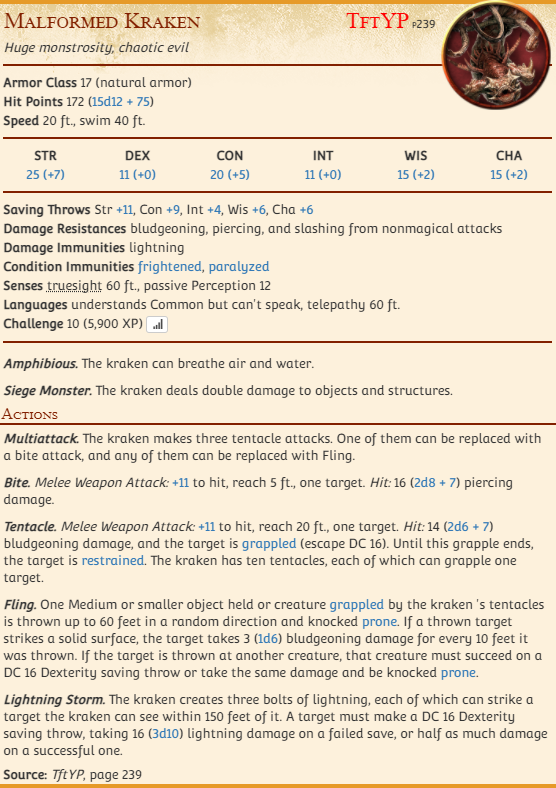 Malformed Kraken TftYP p239
Huge monstrosity, chaotic evil
Armor Class 17 (natural armor)
Hit Points 172 (15d12 + 75)
Speed 20 ft., swim 40 ft.
STR DEX CON INT WIS CHA
25 (+7) 11 (+0) 20 (+5) 11 (+0) 15 (+2) 15 (+2)
Saving Throws Str +11, Con +9, Int +4, Wis +6, Cha +6
Damage Resistances bludgeoning, piercing, and slashing from nonmagical attacks
Damage Immunities lightning
Condition Immunities frightened, paralyzed
Senses truesight 60 ft., passive Perception 12
Languages understands Common but can't speak, telepathy 60 ft.
Challenge 10 (5,900 XP)
Amphibious. The kraken can breathe air and water.
Siege Monster. The kraken deals double damage to objects and structures.
Actions
Multiattack. The kraken makes three tentacle attacks. One of them can be replaced with
a bite attack, and any of them can be replaced with Fling.
Bite. Melee Weapon Attack: +11 to hit, reach 5 ft., one target. Hit: 16 (2d8 + 7) piercing
damage.
Tentacle. Melee Weapon Attack: +11 to hit, reach 20 ft., one target. Hit: 14 (2d6 + 7)
bludgeoning damage, and the target is grappled (escape DC 16). Until this grapple ends,
the target is restrained. The kraken has ten tentacles, each of which can grapple one
target.
Fling. One Medium or smaller object held or creature grappled by the kraken 's tentacles
is thrown up to 60 feet in a random direction and knocked prone. If a thrown target
strikes a solid surface, the target takes 3 (1d6) bludgeoning damage for every 10 feet it
was thrown. If the target is thrown at another creature, that creature must succeed on a
DC 16 Dexterity saving throw or take the same damage and be knocked prone.
Lightning Storm. The kraken creates three bolts of lightning, each of which can strike a
target the kraken can see within 150 feet of it. A target must make a DC 16 Dexterity
saving throw, taking 16 (3d10) lightning damage on a failed save, or half as much damage
on a successful one.
Source: TftYP, page 239